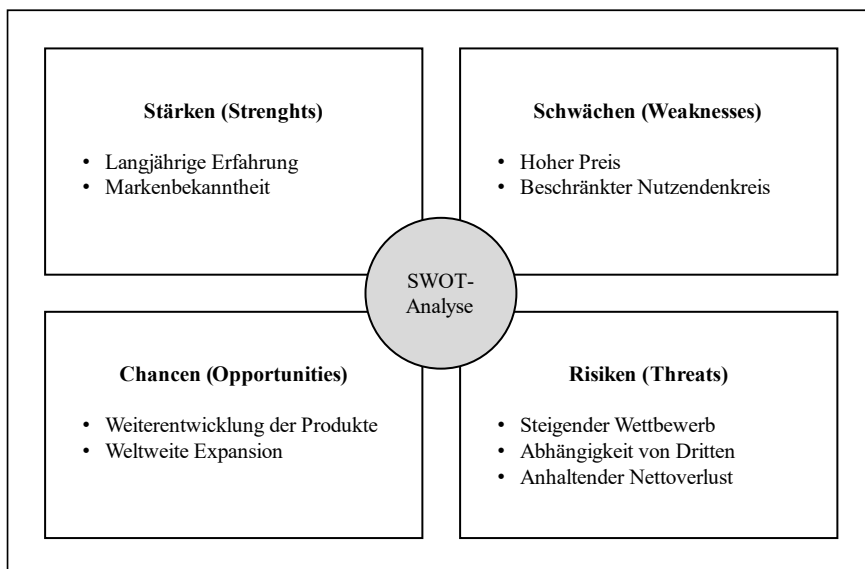 Stärken (Strenghts)
• Langjährige Erfahrung
• Markenbekanntheit
Schwächen (Weaknesses)
• Hoher Preis
• Beschränkter Nutzendenkreis
SWOT-
Analyse
Chancen (Opportunities)
• Weiterentwicklung der Produkte
• Weltweite Expansion
Risiken (Threats)
• Steigender Wettbewerb
• Abhängigkeit von Dritten
• Anhaltender Nettoverlust